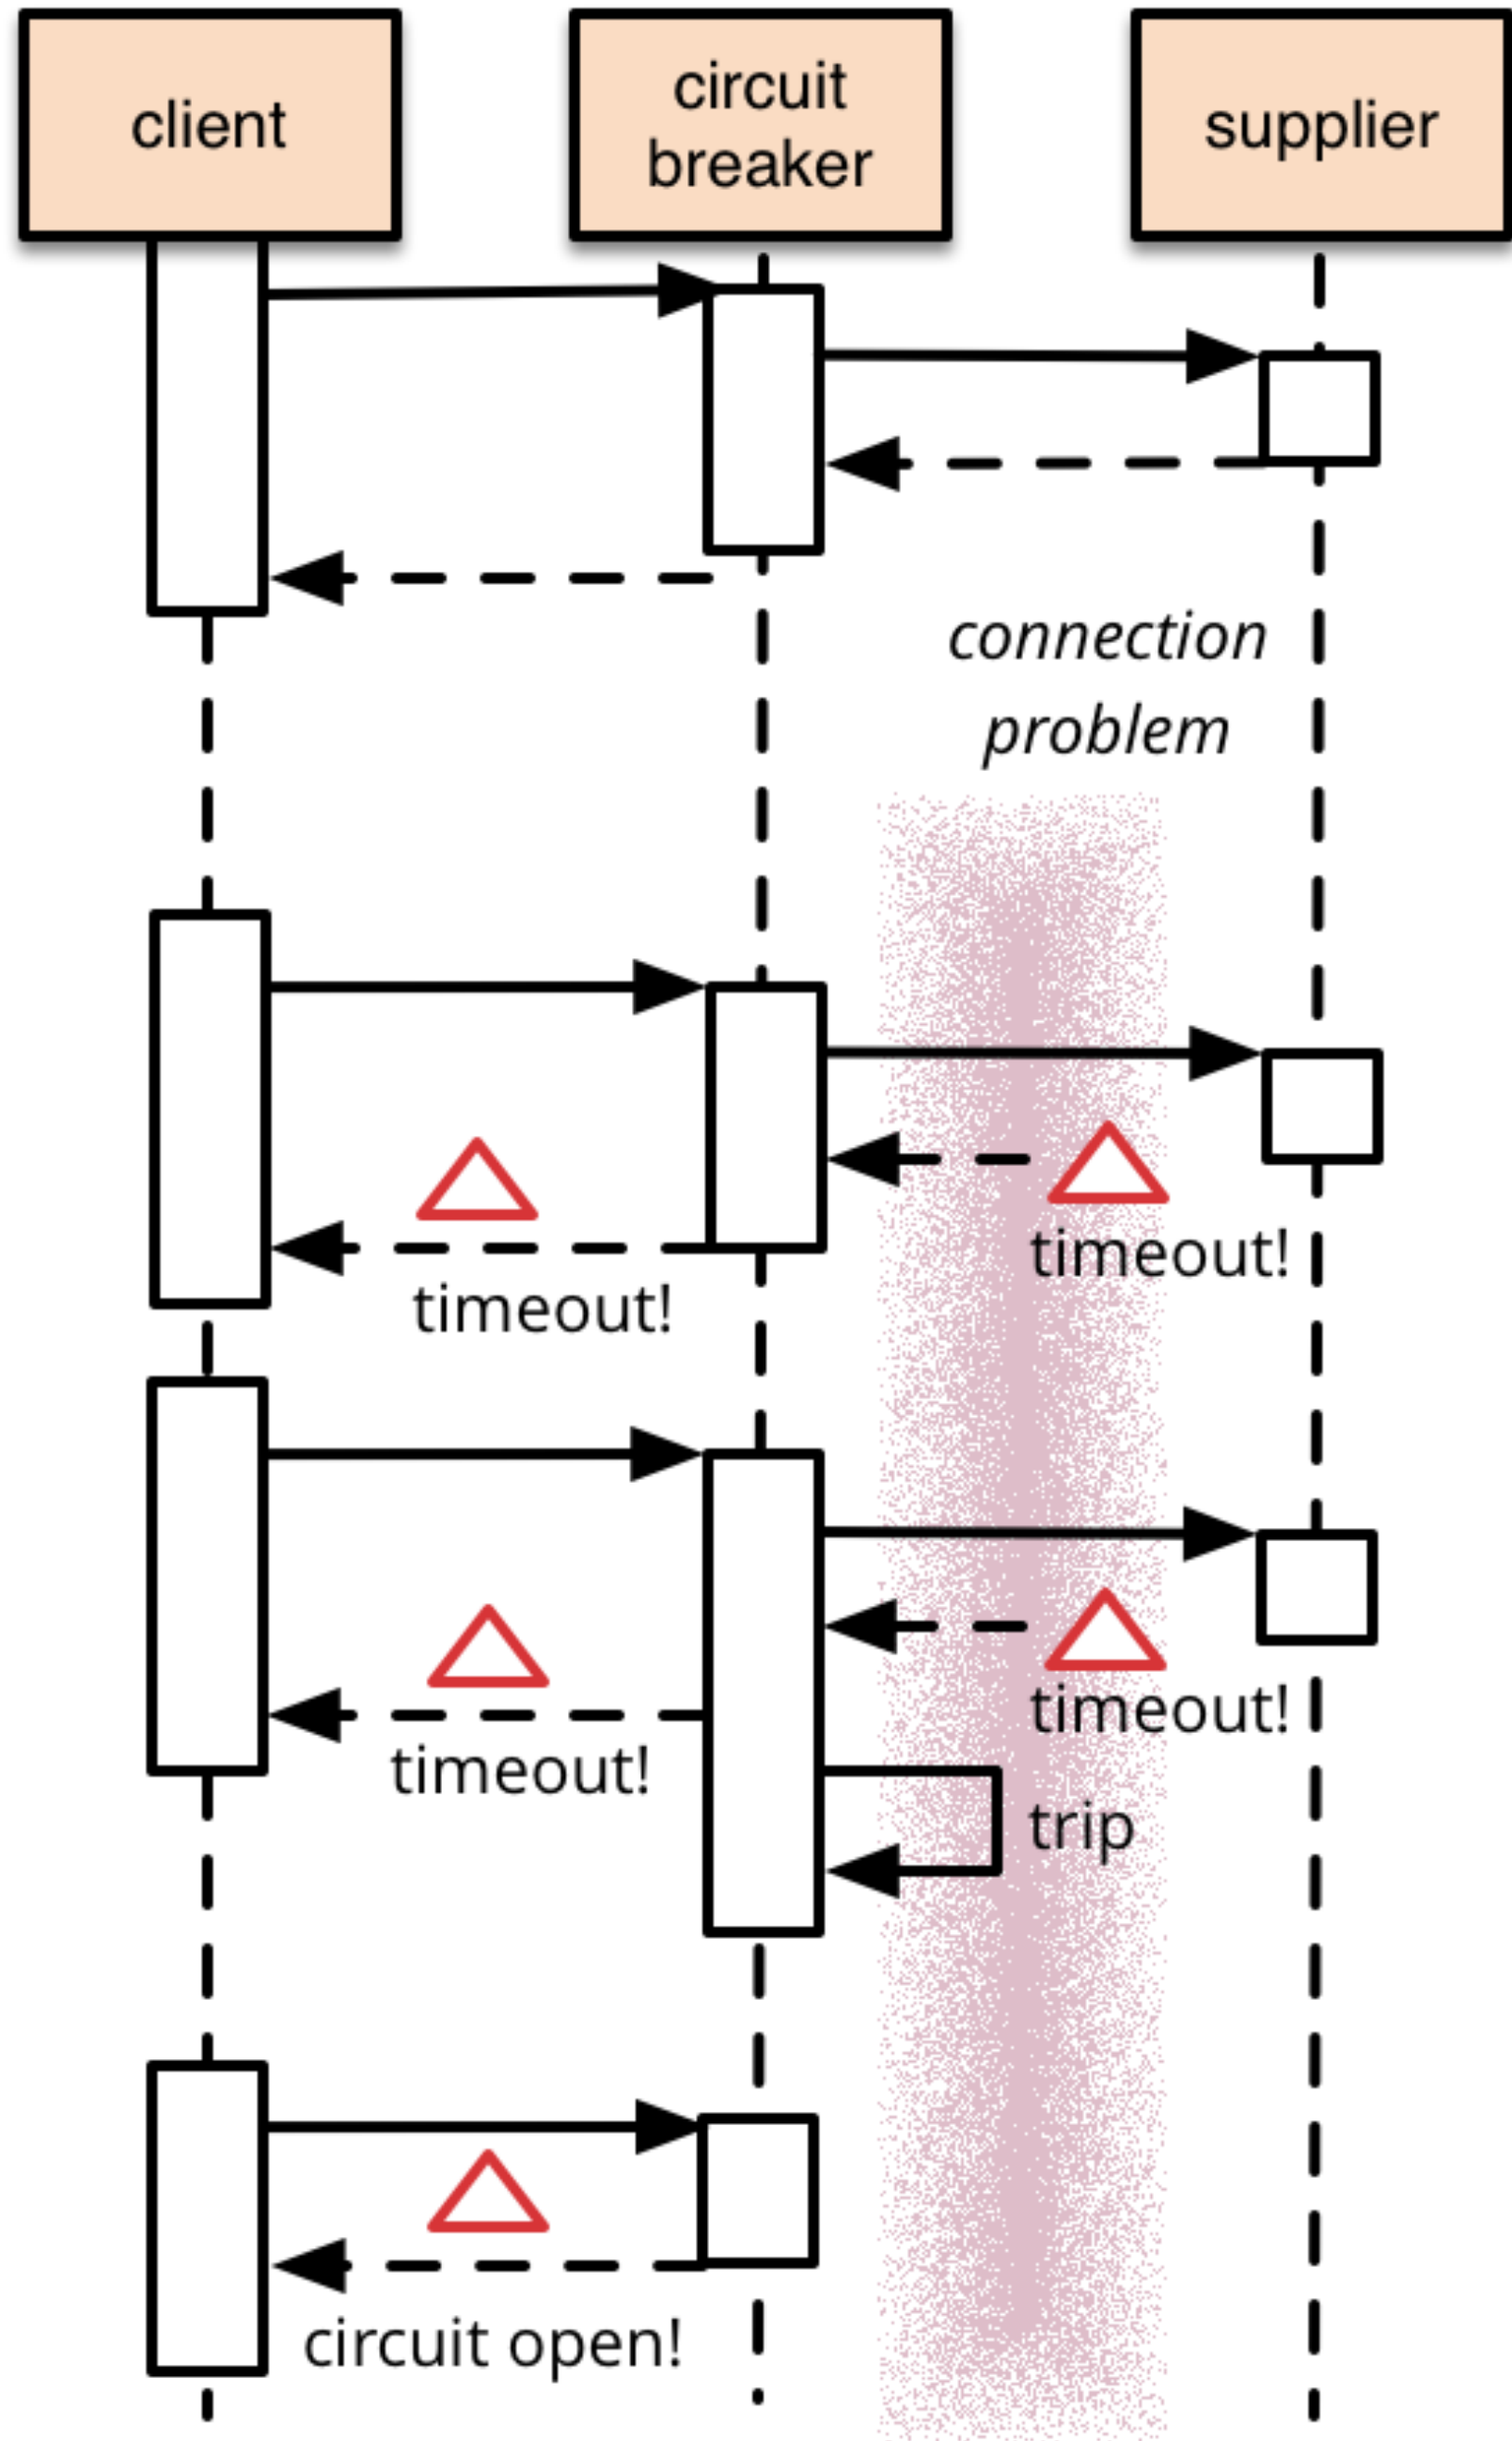 client
circuit
breaker
supplier
connection
problem
timeout!
timeout!
timeout!
timeout!
trip
circuit open!